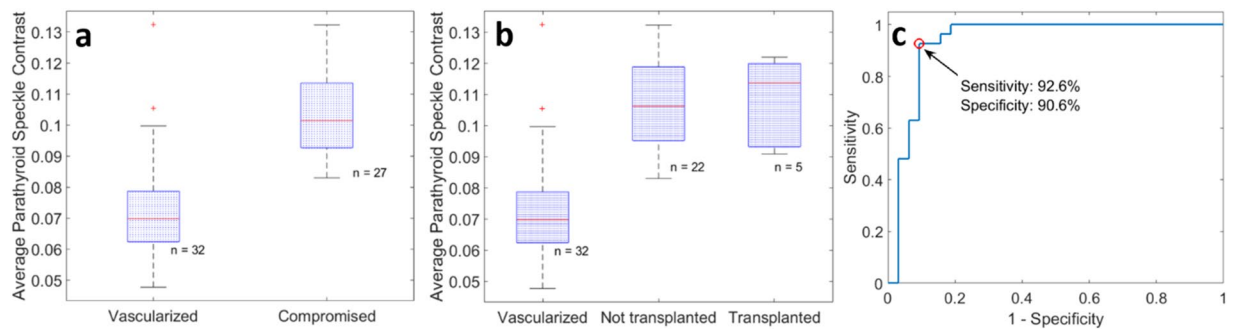 a
Average Parathyroid Speckle Contrast
0.13
0.12
0.11
0.1
0.09
0.08
0.07
0.06
0.05
n = 32
n = 27
Vascularized
Compromised
b
Average Parathyroid Speckle Contrast
0.13
0.12
0.11
0.1
0.09
0.08
0.07
0.06
0.05
n = 32
n = 22
n = 5
Vascularized
Not transplanted
Transplanted
c
Sensitivity
1
0.8
0.6
0.4
0.2
0
Sensitivity: 92.6%
Specificity: 90.6%
0
0.2
0.4
0.6
0.8
1
1 - Specificity